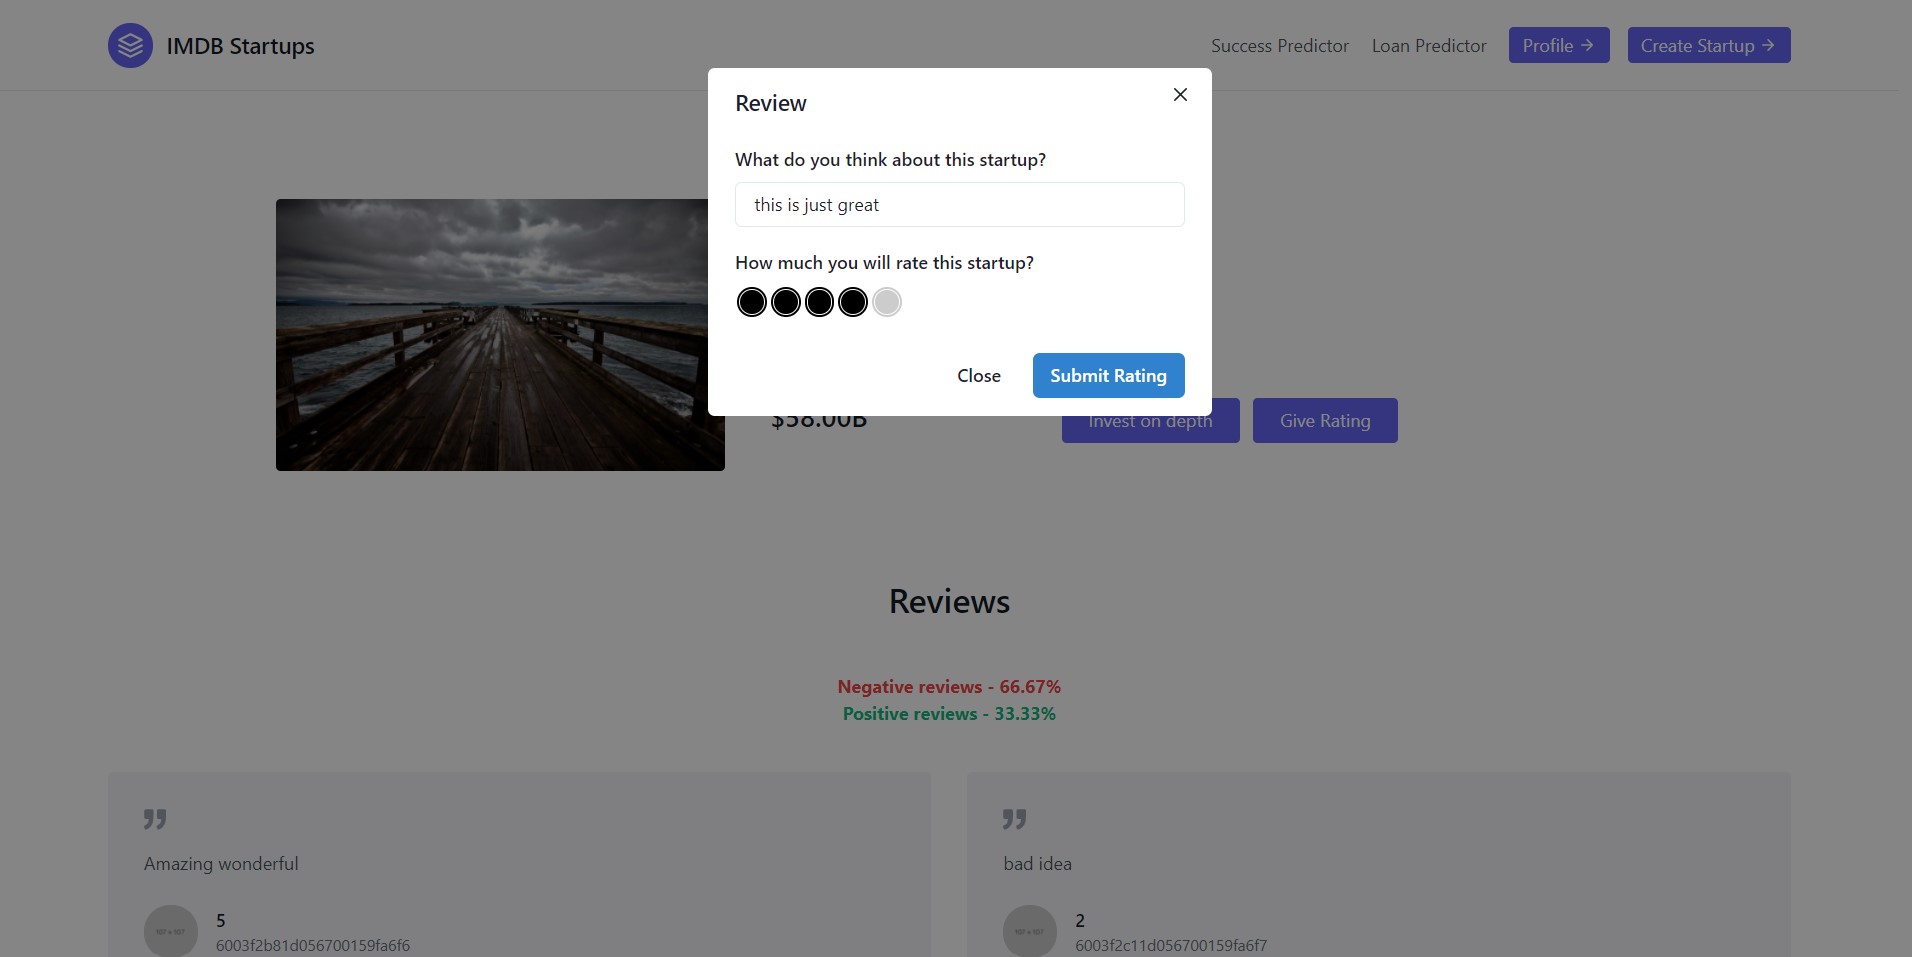 IMDB Startups
Success Predictor
Loan Predictor
Profile →
Create Startup →
Review
What do you think about this startup?
this is just great
How much you will rate this startup?
Close
Submit Rating
$58.00B
Invest on depth
Give Rating
Reviews
Negative reviews - 66.67%
Positive reviews - 33.33%
Amazing wonderful
5
6003f2b81d056700159fa6f6
bad idea
2
6003f2c11d056700159fa6f7